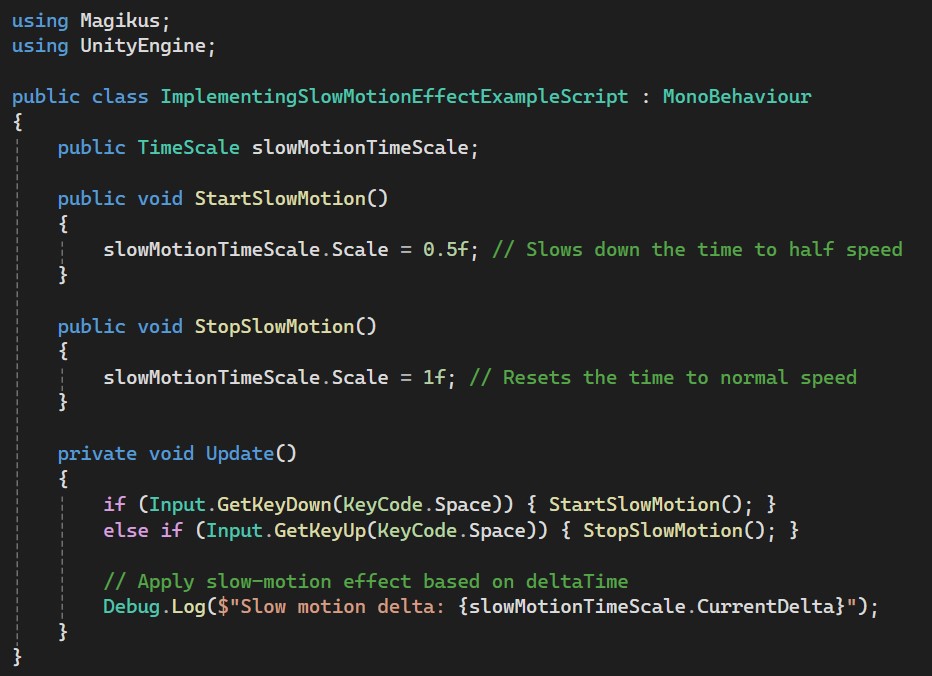 using Magikus;
using UnityEngine;

public class ImplementingSlowMotionEffectExampleScript : MonoBehaviour
{
    public TimeScale slowMotionTimeScale;

    public void StartSlowMotion()
    {
        slowMotionTimeScale.Scale = 0.5f; // Slows down the time to half speed
    }

    public void StopSlowMotion()
    {
        slowMotionTimeScale.Scale = 1f; // Resets the time to normal speed
    }

    private void Update()
    {
        if (Input.GetKeyDown(KeyCode.Space)) { StartSlowMotion(); }
        else if (Input.GetKeyUp(KeyCode.Space)) { StopSlowMotion(); }

        // Apply slow-motion effect based on deltaTime
        Debug.Log($"Slow motion delta: {slowMotionTimeScale.CurrentDelta}");
    }
}